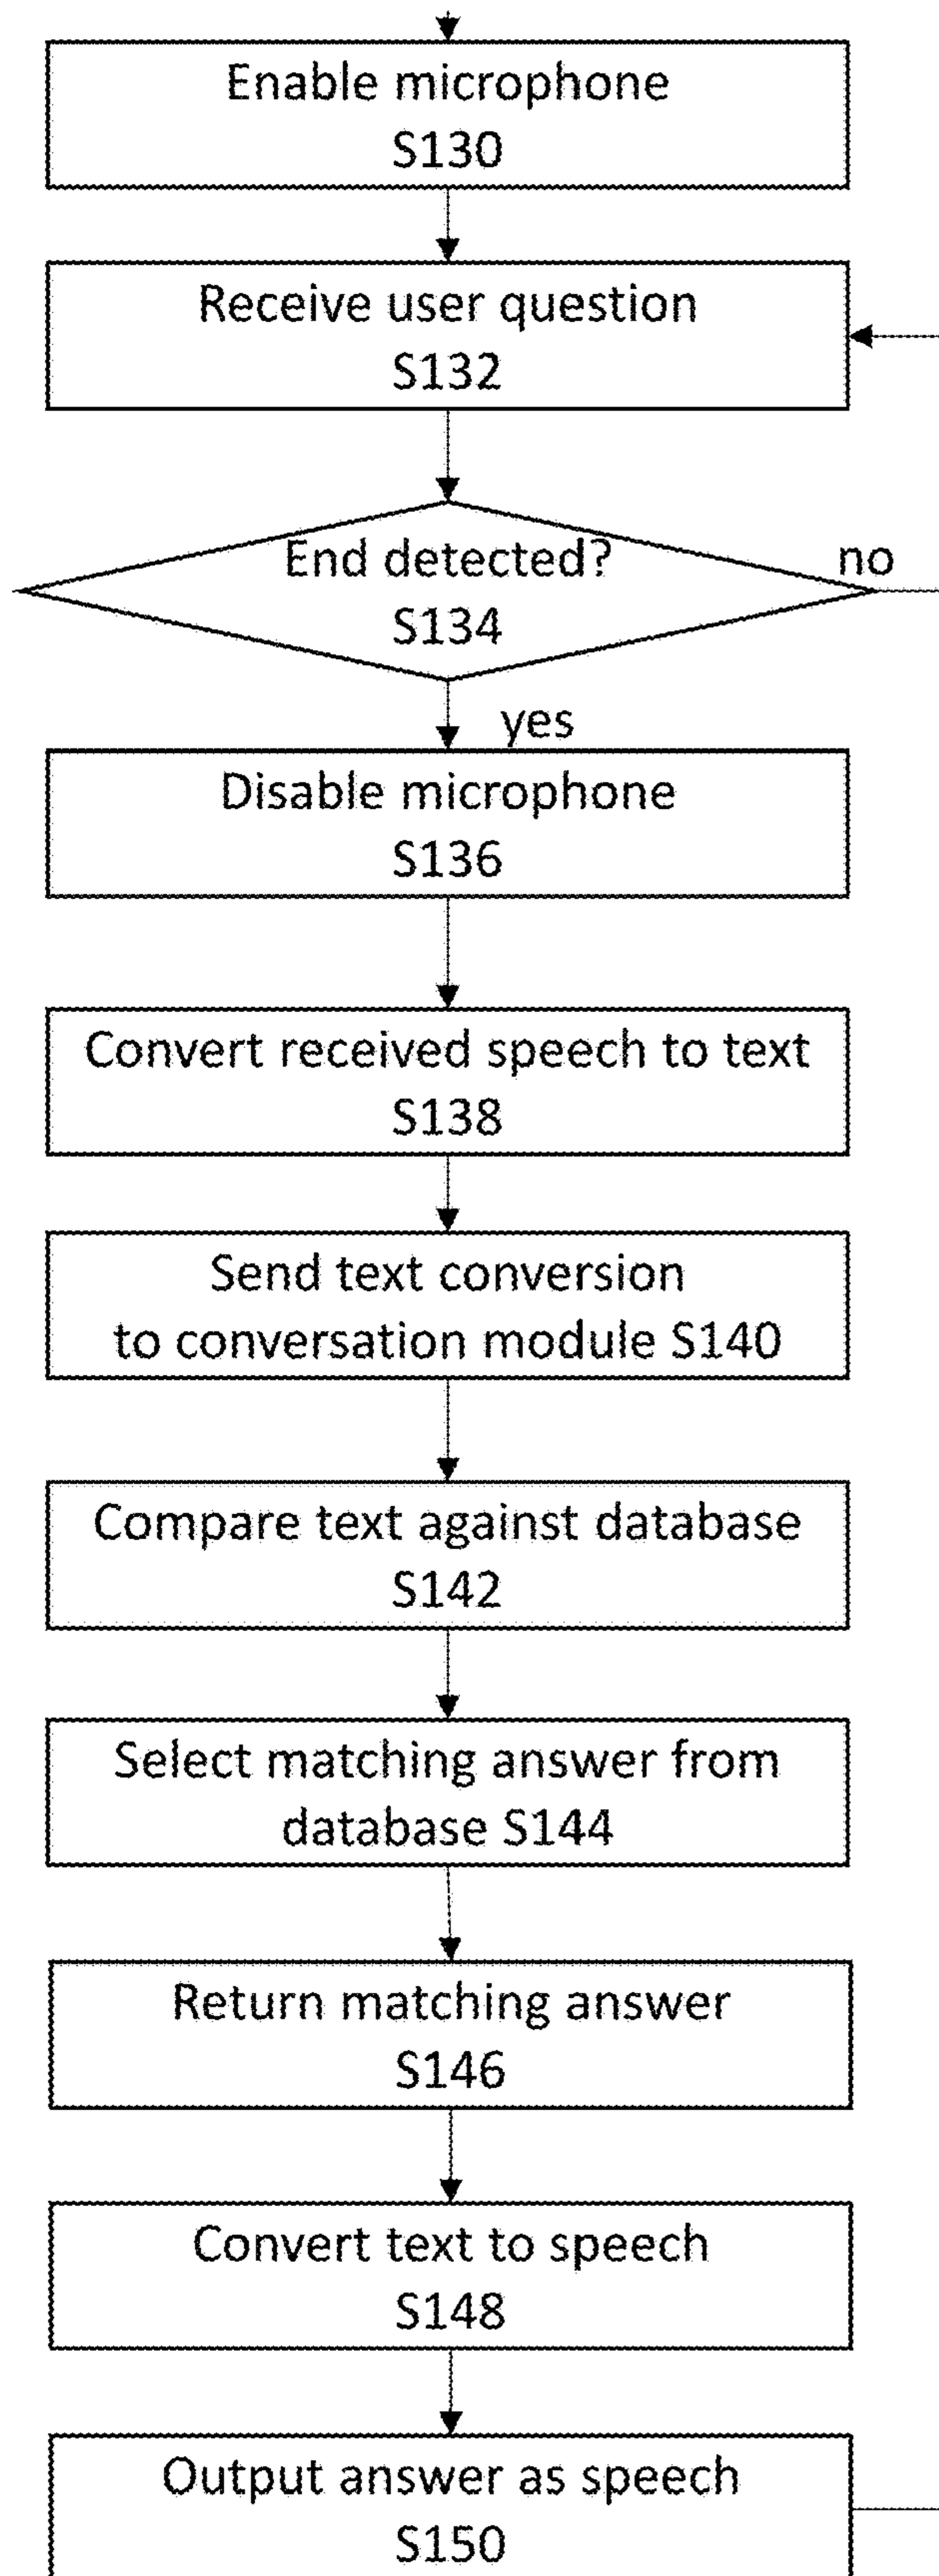 Enable microphone
S130
Receive user question
S132
End detected?
S134
no
yes
Disable microphone
S136
Convert received speech to text
S138
Send text conversion
to conversation module S140
Compare text against database
S142
Select matching answer from
database S144
Return matching answer
S146
Convert text to speech
S148
Output answer as speech
S150